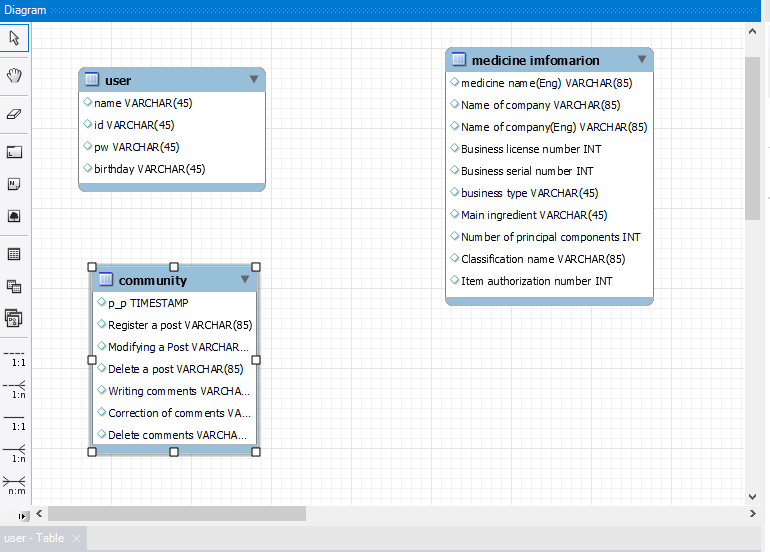 Diagram
user
name VARCHAR(45)
id VARCHAR(45)
pw VARCHAR(45)
birthday VARCHAR(45)
medicine imfomarion
medicine name(Eng) VARCHAR(85)
Name of company VARCHAR(85)
Name of company(Eng) VARCHAR(85)
Business license number INT
Business serial number INT
business type VARCHAR(45)
Main ingredient VARCHAR(45)
Number of principal components INT
Classification name VARCHAR(85)
Item authorization number INT
community
p_p TIMESTAMP
Register a post VARCHAR(85)
Modifying a Post VARCHAR...
Delete a post VARCHAR(85)
Writing comments VARCHA...
Correction of comments VA...
Delete comments VARCHA...
1:1
1:n
1:1
1:n
n:m
user - Table